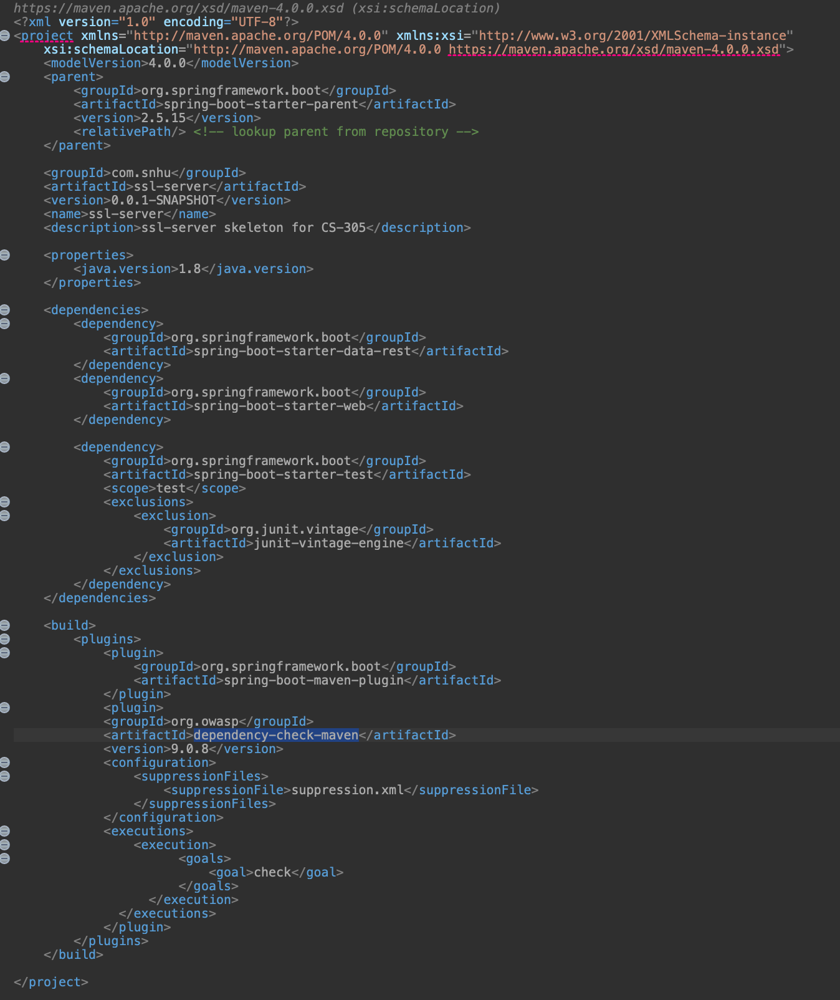 https://maven.apache.org/xsd/maven-4.0.0.xsd (xsi:schemaLocation)
<?xml version="1.0" encoding="UTF-8"?>
<project xmlns="http://maven.apache.org/POM/4.0.0" xmlns:xsi="http://www.w3.org/2001/XMLSchema-instance"
    xsi:schemaLocation="http://maven.apache.org/POM/4.0.0 https://maven.apache.org/xsd/maven-4.0.0.xsd">
    <modelVersion>4.0.0</modelVersion>
    <parent>
        <groupId>org.springframework.boot</groupId>
        <artifactId>spring-boot-starter-parent</artifactId>
        <version>2.5.15</version>
        <relativePath/> <!-- lookup parent from repository -->
    </parent>

    <groupId>com.snhu</groupId>
    <artifactId>ssl-server</artifactId>
    <version>0.0.1-SNAPSHOT</version>
    <name>ssl-server</name>
    <description>ssl-server skeleton for CS-305</description>

    <properties>
        <java.version>1.8</java.version>
    </properties>

    <dependencies>
        <dependency>
            <groupId>org.springframework.boot</groupId>
            <artifactId>spring-boot-starter-data-rest</artifactId>
        </dependency>
        <dependency>
            <groupId>org.springframework.boot</groupId>
            <artifactId>spring-boot-starter-web</artifactId>
        </dependency>

        <dependency>
            <groupId>org.springframework.boot</groupId>
            <artifactId>spring-boot-starter-test</artifactId>
            <scope>test</scope>
            <exclusions>
                <exclusion>
                    <groupId>org.junit.vintage</groupId>
                    <artifactId>junit-vintage-engine</artifactId>
                </exclusion>
            </exclusions>
        </dependency>
    </dependencies>

    <build>
        <plugins>
            <plugin>
                <groupId>org.springframework.boot</groupId>
                <artifactId>spring-boot-maven-plugin</artifactId>
            </plugin>
            <plugin>
            <groupId>org.owasp</groupId>
            <artifactId>dependency-check-maven</artifactId>
            <version>9.0.8</version>
            <configuration>
                <suppressionFiles>
                    <suppressionFile>suppression.xml</suppressionFile>
                </suppressionFiles>
            </configuration>
            <executions>
                <execution>
                      <goals>
                          <goal>check</goal>
                      </goals>
                  </execution>
              </executions>
            </plugin>
        </plugins>
    </build>

</project>